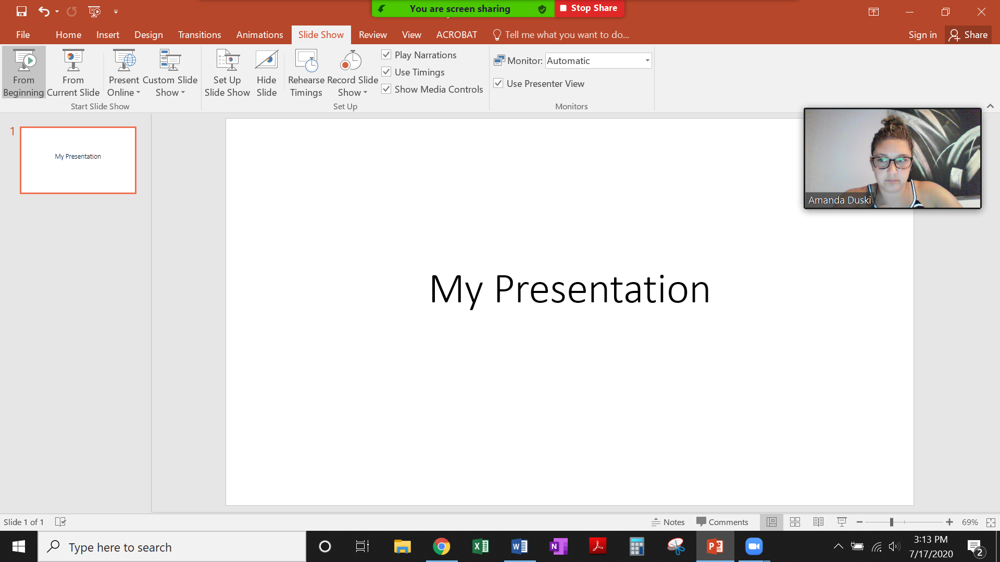 You are screen sharing
Stop Share
File Home Insert Design Transitions Animations Slide Show Review View ACROBAT Tell me what you want to do... Sign in Share
From Beginning
From Current Slide
Present Online
Custom Slide Show
Start Slide Show
Set Up Slide Show
Hide Slide
Rehearse Timings
Record Slide Show
Play Narrations
Use Timings
Show Media Controls
Set Up
Monitor: Automatic
Use Presenter View
Monitors
1
My Presentation
Amanda Duski
My Presentation
Slide 1 of 1
Notes
Comments
69%
Type here to search
3:13 PM
7/17/2020
2